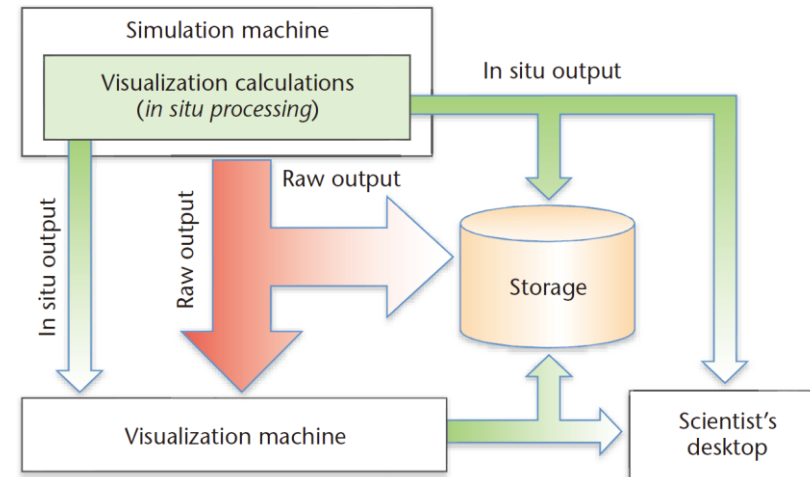 Simulation machine
Visualization calculations
(in situ processing)
In situ output
Raw output
Raw output
In situ output
Storage
Visualization machine
Scientist's
desktop